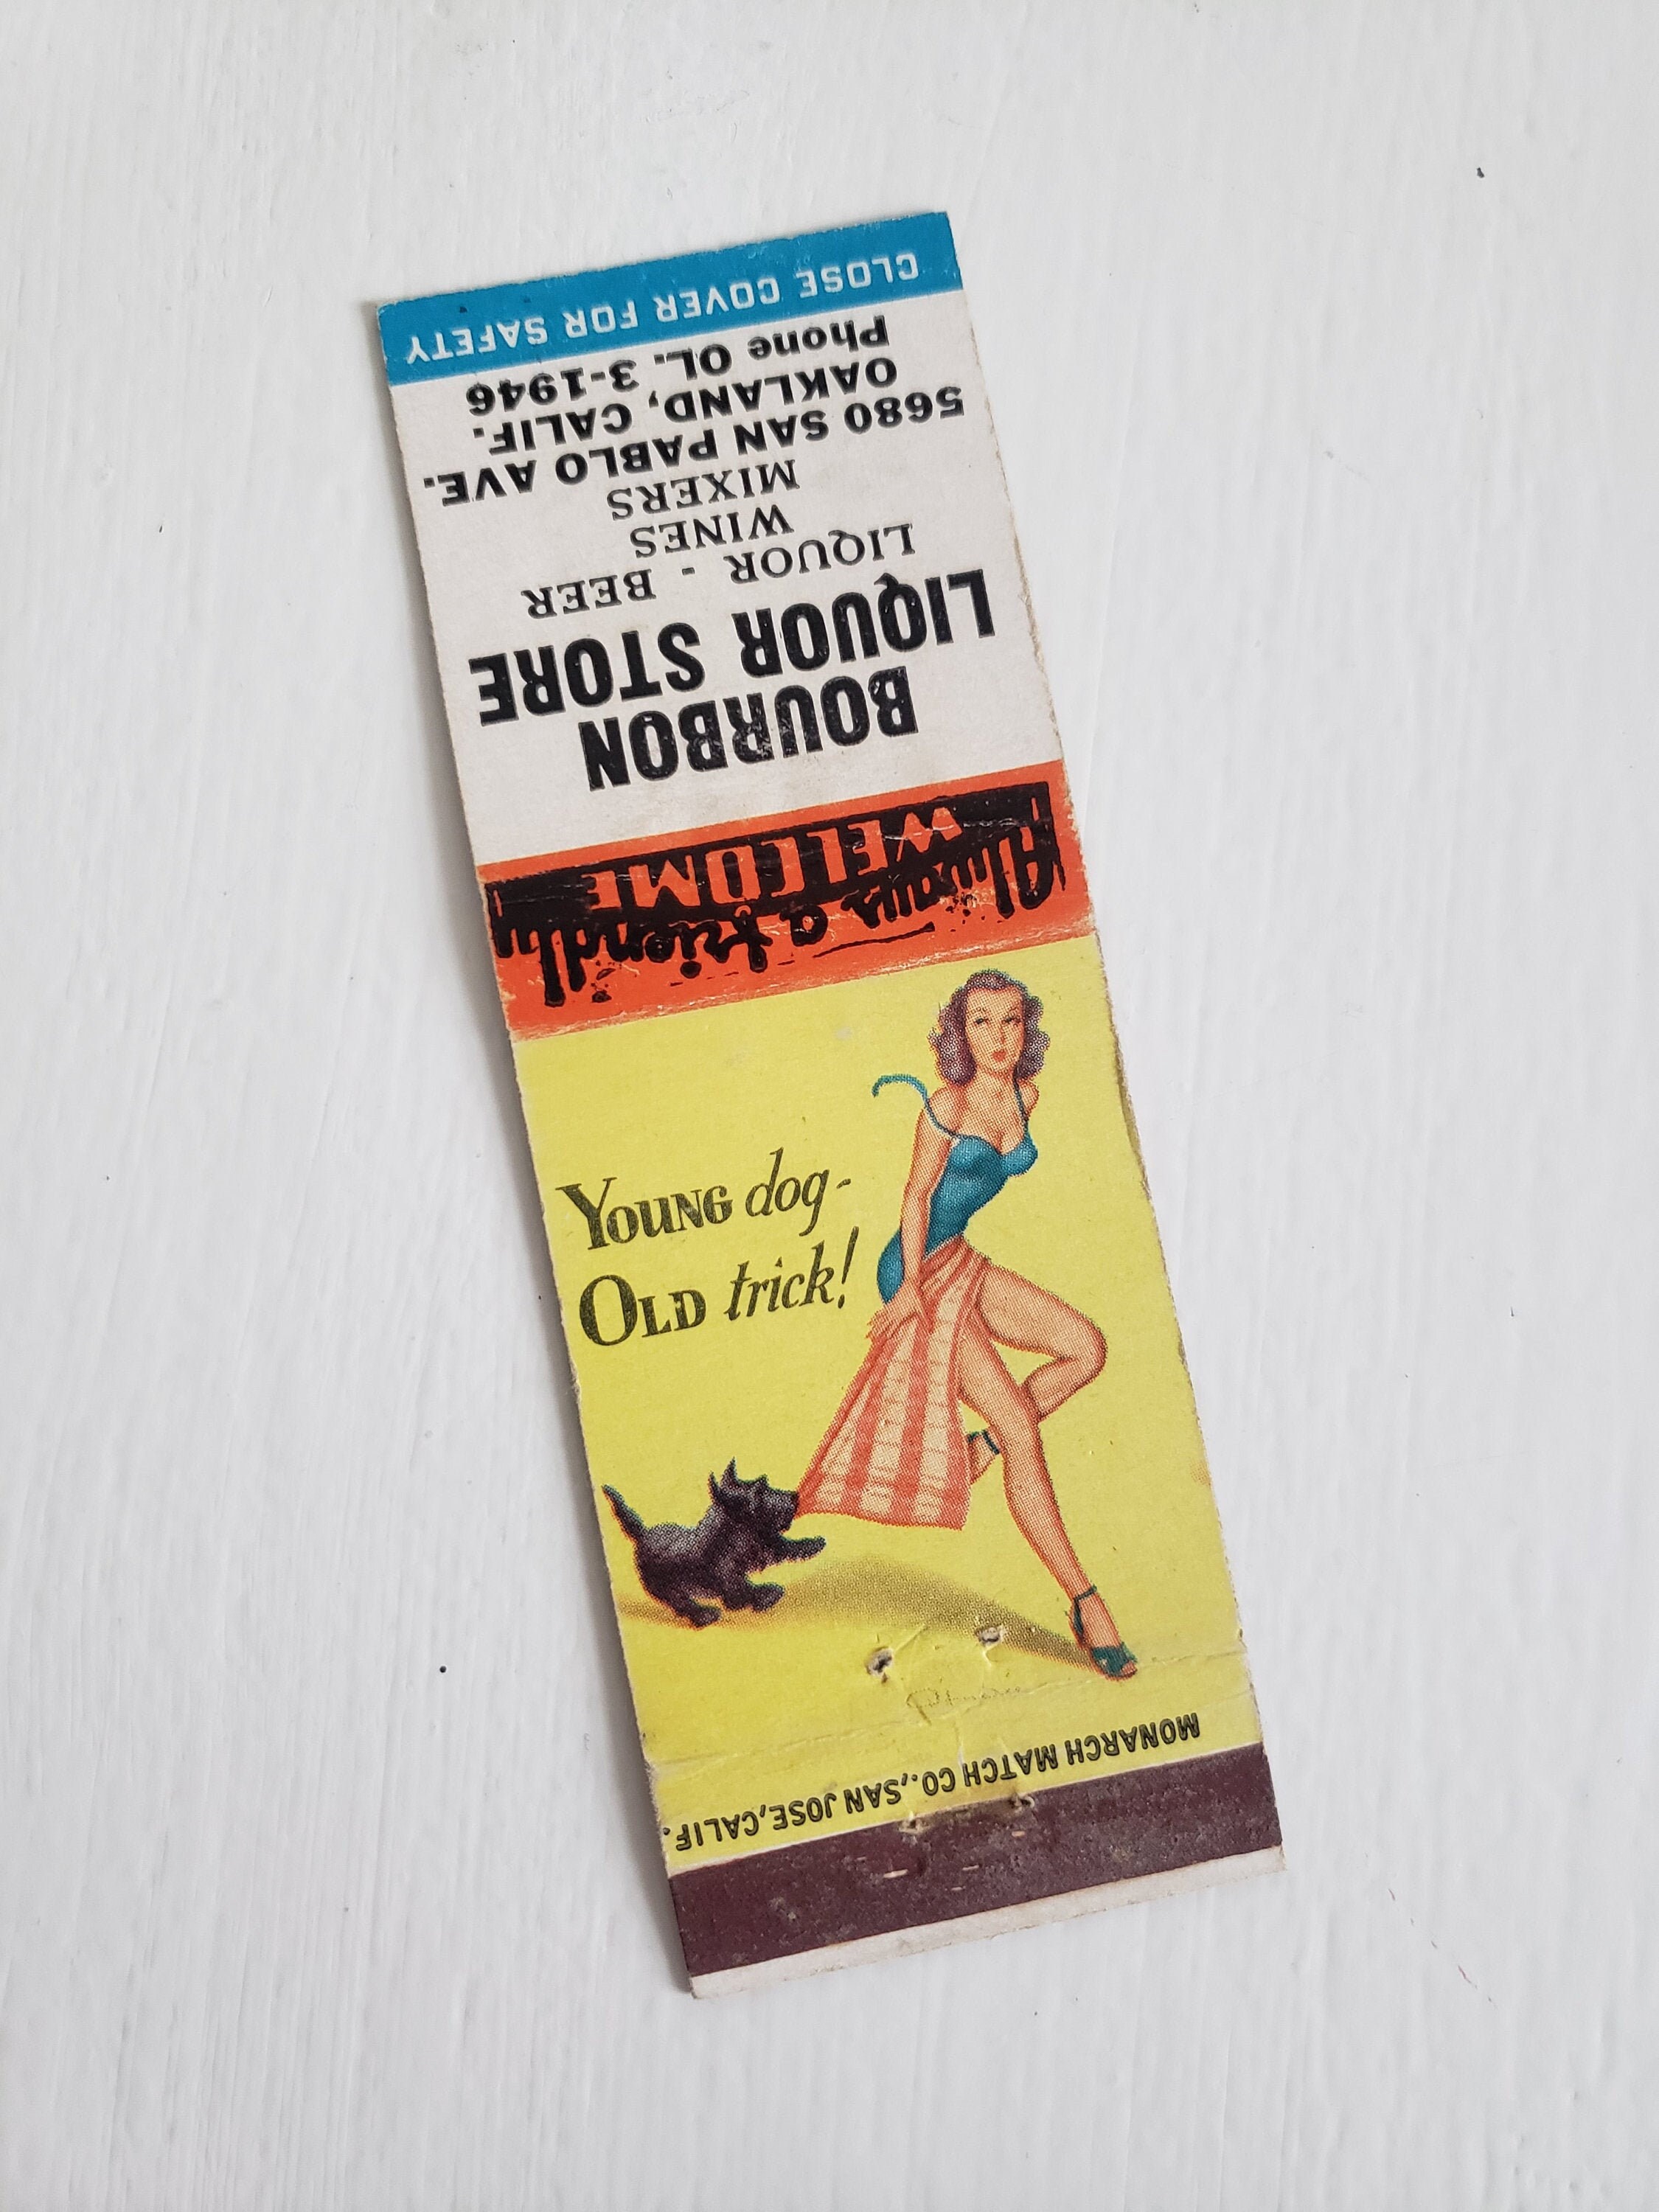 CLOSE COVER FOR SAFETY
BOURBON
LIQUOR STORE
LIQUOR - BEER
WINES
MIXERS
5680 SAN PABLO AVE.
OAKLAND, CALIF.
Phone OL. 3-1946
Always a friendly
WELCOME
YOUNG dog-
OLD trick!
MONARCH MATCH CO., SAN JOSE, CALIF.